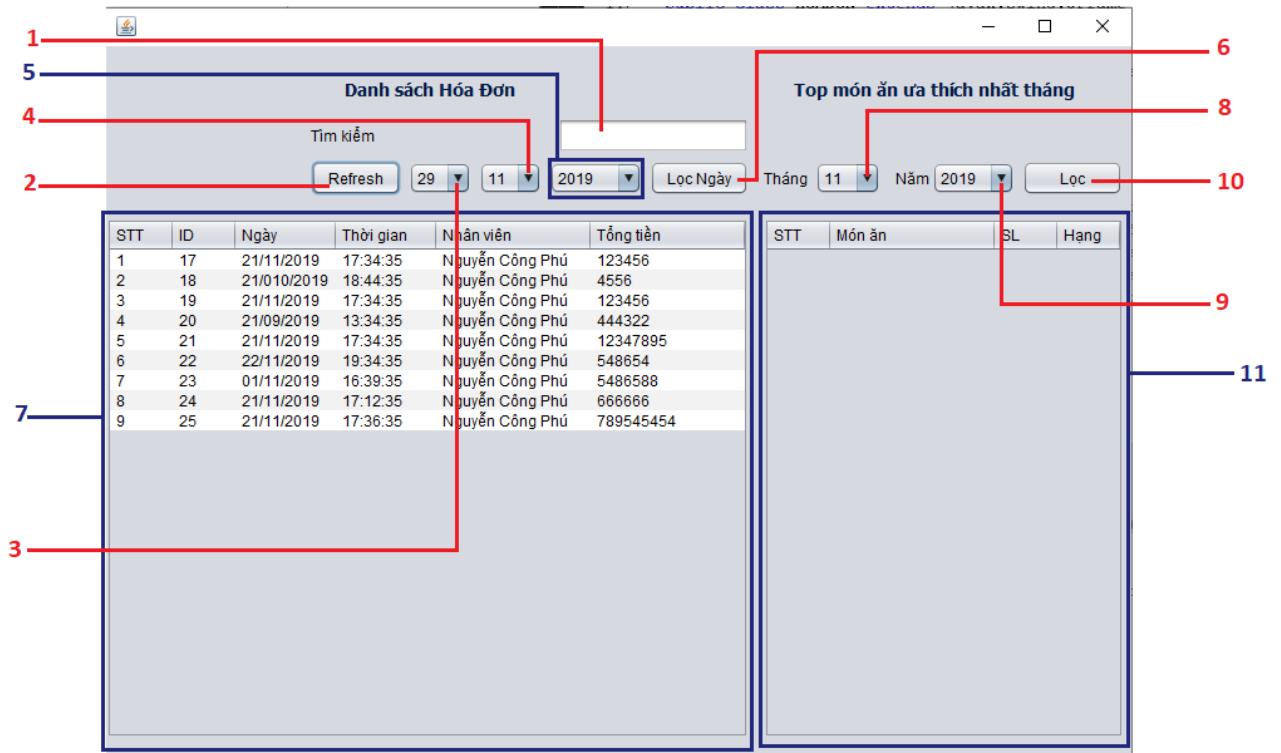 1
6
5
Danh sách Hóa Đơn
Top món ăn ưa thích nhất tháng
4
8
Tìm kiếm
2
Refresh 29 11 2019 Lọc Ngày Tháng 11 Năm 2019 Lọc
10
STT ID Ngày Thời gian Nhân viên Tổng tiền
STT Món ăn SL Hạng
1 17 21/11/2019 17:34:35 Nguyễn Công Phú 123456
2 18 21/010/2019 18:44:35 Nguyễn Công Phú 4556
3 19 21/11/2019 17:34:35 Nguyễn Công Phú 123456
9
4 20 21/09/2019 13:34:35 Nguyễn Công Phú 444322
5 21 21/11/2019 17:34:35 Nguyễn Công Phú 12347895
6 22 22/11/2019 19:34:35 Nguyễn Công Phú 548654
7 23 01/11/2019 16:39:35 Nguyễn Công Phú 5486588
11
8 24 21/11/2019 17:12:35 Nguyễn Công Phú 666666
7
9 25 21/11/2019 17:36:35 Nguyễn Công Phú 789545454
3